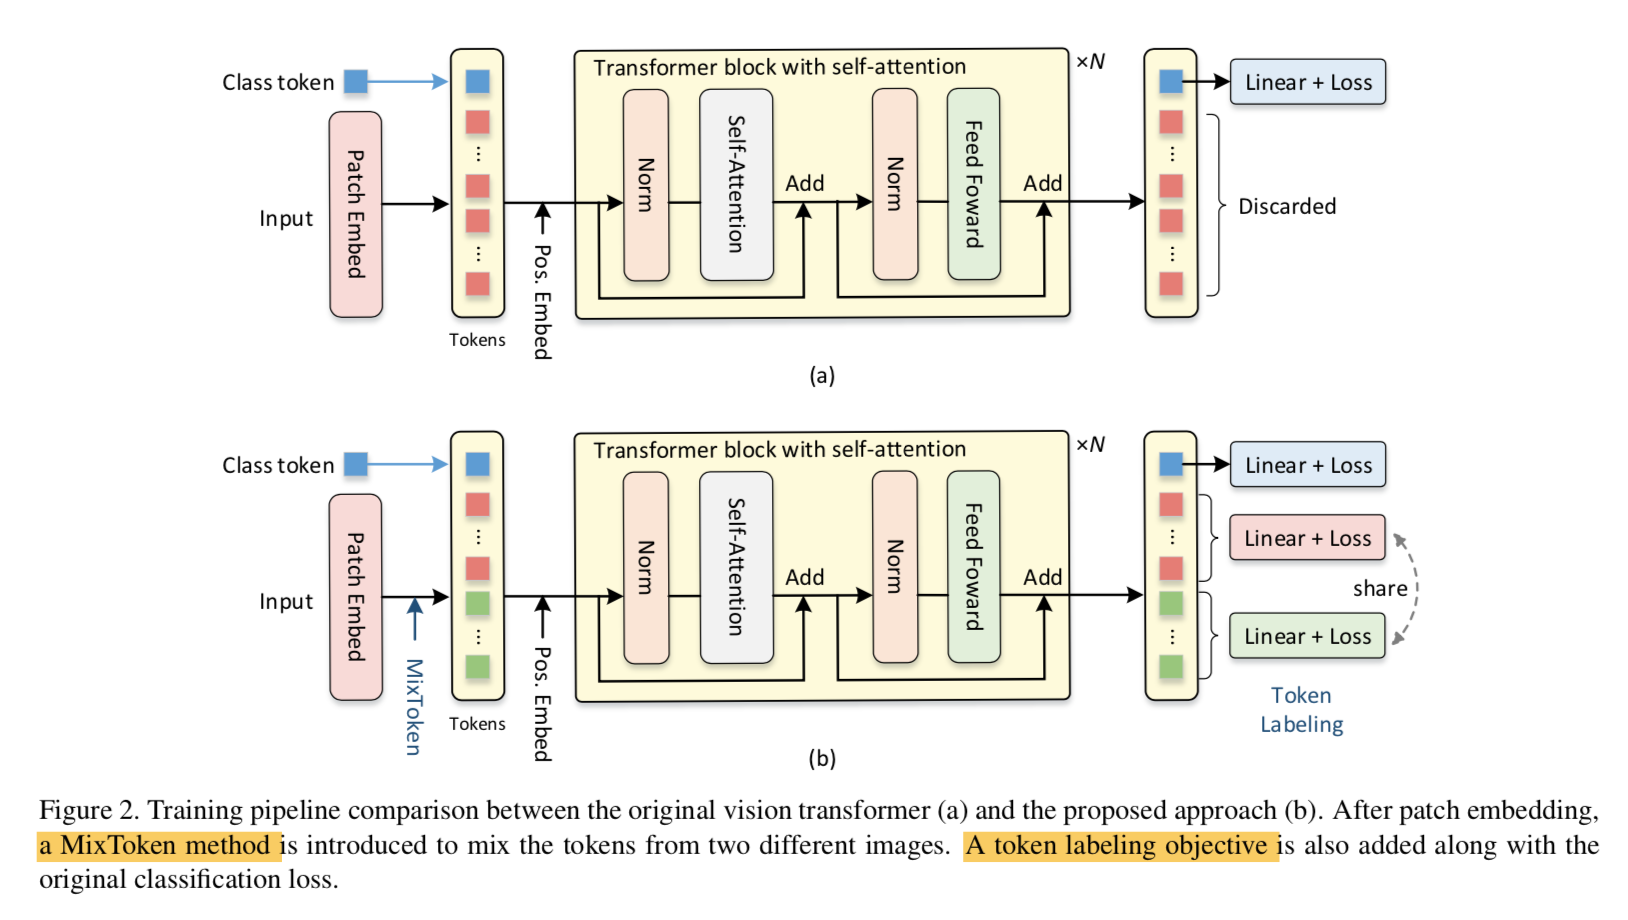 Transformer block with self-attention
×N
Class token
Linear + Loss
Patch Embed
Norm
Self-Attention
Add
Norm
Feed Foward
Add
Input
Discarded
Pos. Embed
Tokens
(a)
Transformer block with self-attention
×N
Class token
Linear + Loss
Patch Embed
Norm
Self-Attention
Add
Norm
Feed Foward
Add
Linear + Loss
share
Input
Linear + Loss
MixToken
Pos. Embed
Token
Labeling
Tokens
(b)
Figure 2. Training pipeline comparison between the original vision transformer (a) and the proposed approach (b). After patch embedding,
a MixToken method is introduced to mix the tokens from two different images. A token labeling objective is also added along with the
original classification loss.